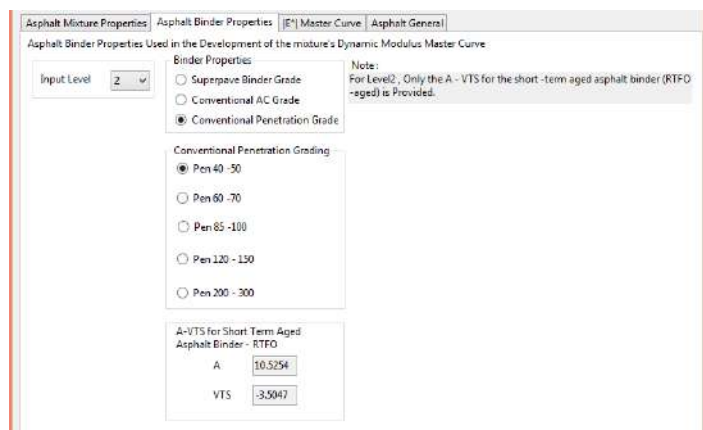 Asphalt Mixture Properties Asphalt Binder Properties |E*| Master Curve Asphalt General
Asphalt Binder Properties Used in the Development of the mixture's Dynamic Modulus Master Curve
Input Level 2
Binder Properties
Superpave Binder Grade
Conventional AC Grade
Conventional Penetration Grade
Note:
For Level2 , Only the A - VTS for the short -term aged asphalt binder (RTFO
-aged) is Provided.
Conventional Penetration Grading
Pen 40 -50
Pen 60 -70
Pen 85 -100
Pen 120 - 150
Pen 200 - 300
A-VTS for Short Term Aged
Asphalt Binder - RTFO
A 10.5254
VTS -3.5047